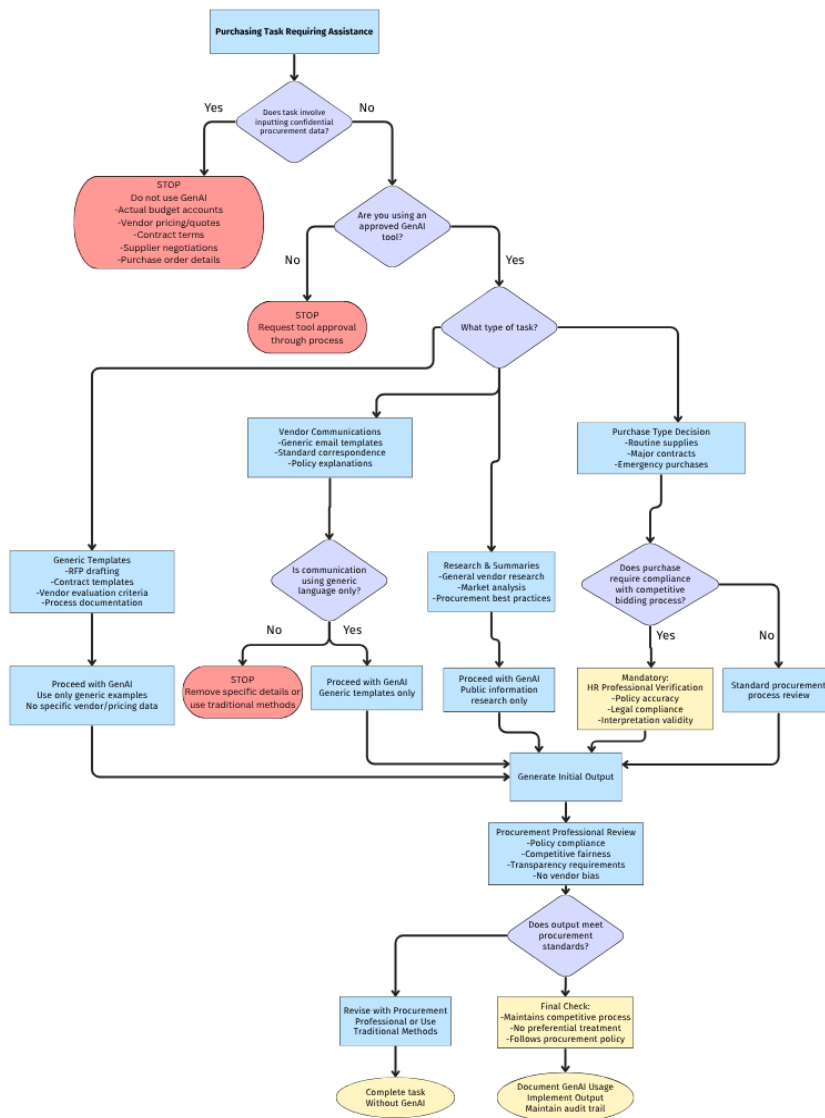 Purchasing Task Requiring Assistance
Yes
No
Does task involve
inputting confidential
procurement data?
STOP
Do not use GenAI
-Actual budget accounts
-Vendor pricing/quotes
-Contract terms
-Supplier negotiations
-Purchase order details
Are you using an
approved GenAI
tool?
No
Yes
STOP
Request tool approval
through process
What type of task?
Vendor Communications
-Generic email templates
-Standard correspondence
-Policy explanations
Purchase Type Decision
-Routine supplies
-Major contracts
-Emergency purchases
Generic Templates
-RFP drafting
-Contract templates
-Vendor evaluation criteria
-Process documentation
Is communication
using generic
language only?
Research & Summaries
-General vendor research
-Market analysis
-Procurement best practices
Does purchase
require compliance
with competitive
bidding process?
No
Yes
Yes
No
Proceed with GenAI
Use only generic examples
No specific vendor/pricing data
STOP
Remove specific details or
use traditional methods
Proceed with GenAI
Generic templates only
Proceed with GenAI
Public information
research only
Mandatory:
HR Professional Verification
-Policy accuracy
-Legal compliance
-Interpretation validity
Standard procurement
process review
Generate Initial Output
Procurement Professional Review
-Policy compliance
-Competitive fairness
-Transparency requirements
-No vendor bias
Does output meet
procurement
standards?
Revise with Procurement
Professional or Use
Traditional Methods
Final Check:
-Maintains competitive process
-No preferential treatment
-Follows procurement policy
Complete task
Without GenAI
Document GenAI Usage
Implement Output
Maintain audit trail